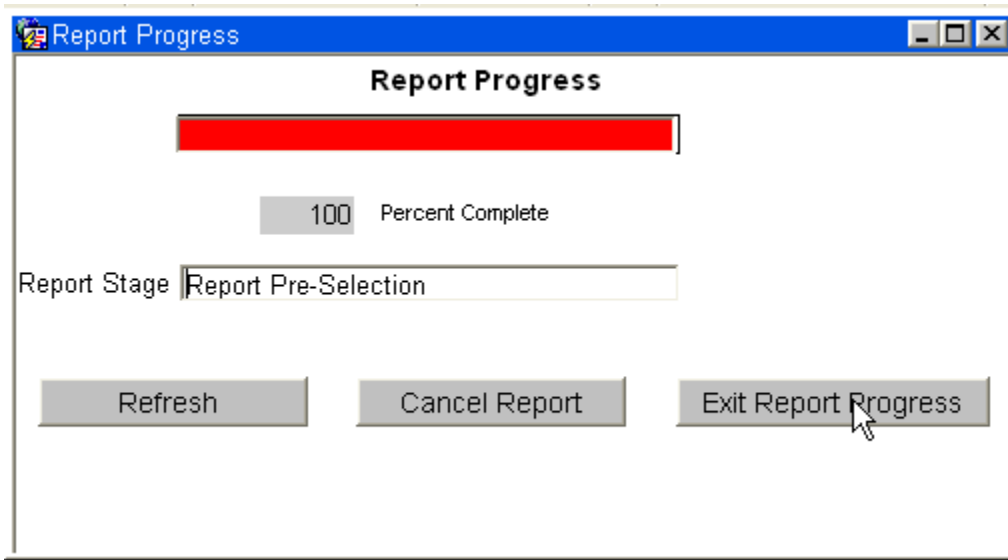 Report Progress
Report Progress
100 Percent Complete
Report Stage Report Pre-Selection
Refresh Cancel Report Exit Report Progress